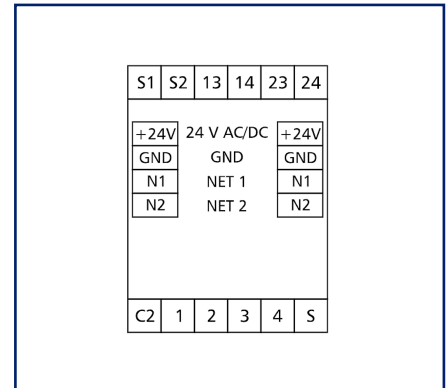 S1 S2 13 14 23 24
+24V 24 V AC/DC +24V
GND GND GND
N1 NET 1 N1
N2 NET 2 N2
C2 1 2 3 4 S